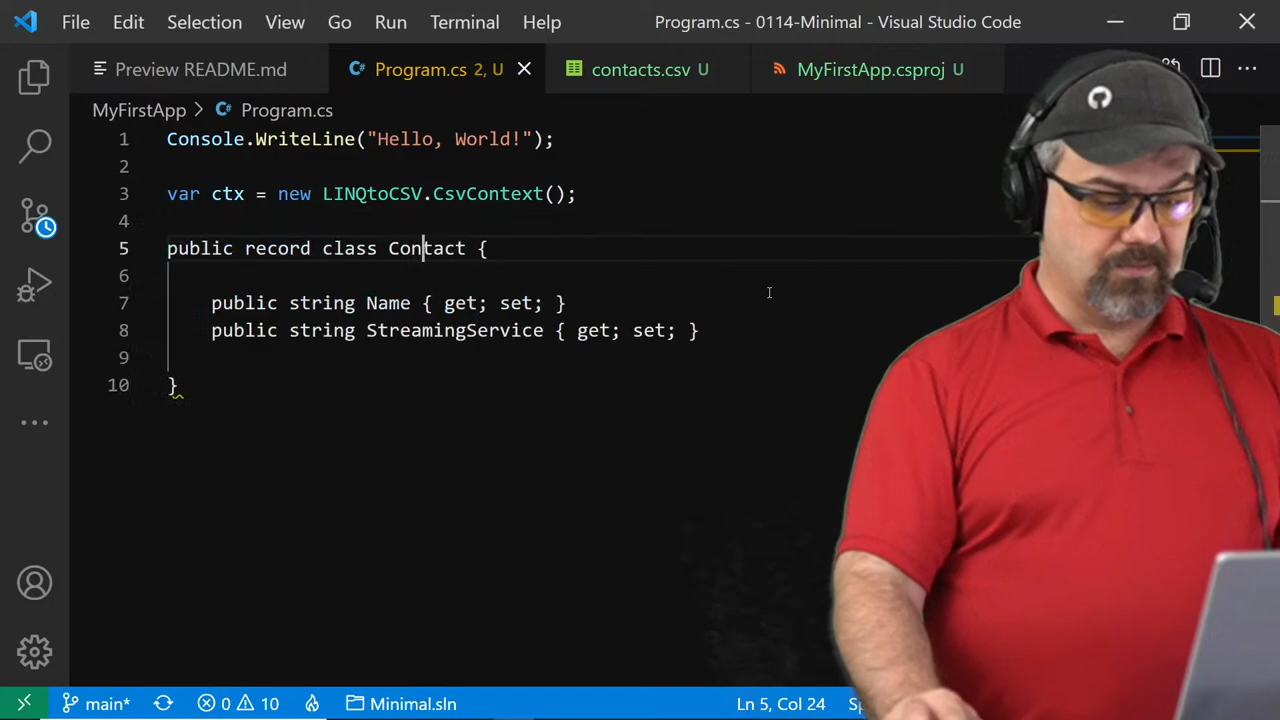 File Edit Selection View Go Run Terminal Help Program.cs - 0114-Minimal - Visual Studio Code
Preview README.md Program.cs 2, U contacts.csv U MyFirstApp.csproj U
MyFirstApp > Program.cs
1 Console.WriteLine("Hello, World!");
2
3 var ctx = new LINQtoCSV.CsvContext();
4
5 public record class Contact {
6
7 public string Name { get; set; }
8 public string StreamingService { get; set; }
9
10 }
main* 0 10 Minimal.sln Ln 5, Col 24